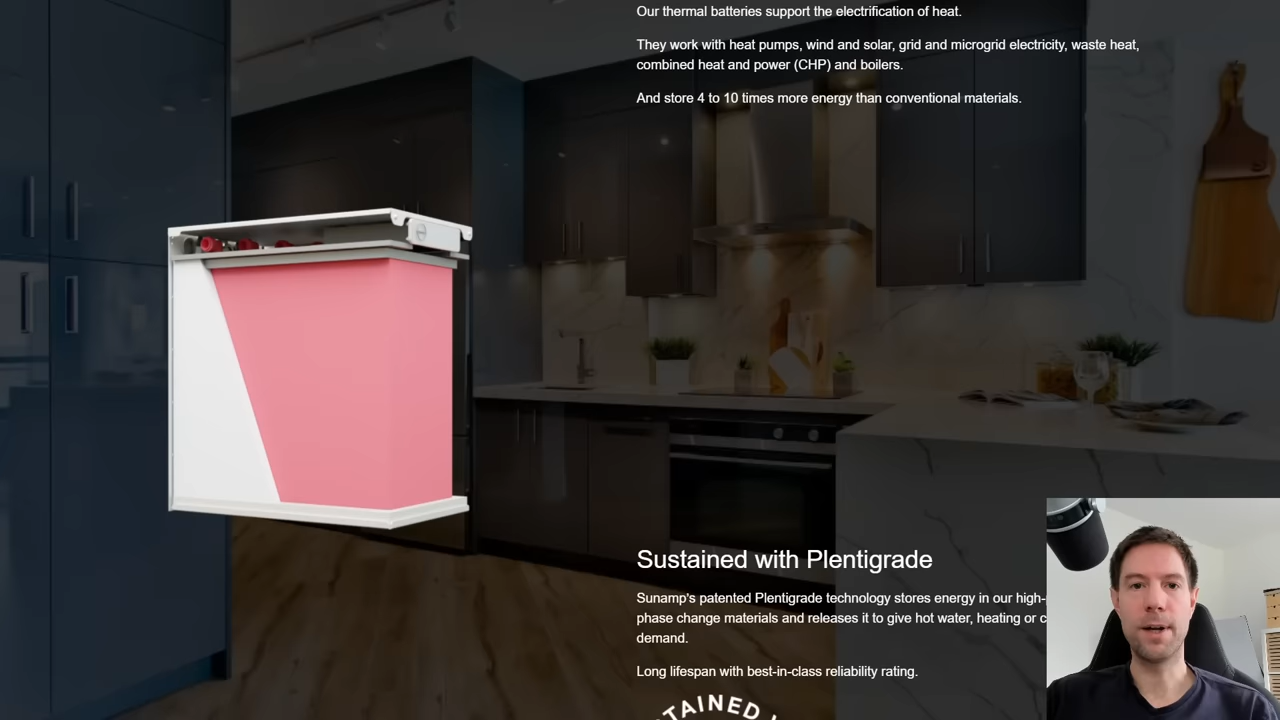 Our thermal batteries support the electrification of heat.
They work with heat pumps, wind and solar, grid and microgrid electricity, waste heat,
combined heat and power (CHP) and boilers.
And store 4 to 10 times more energy than conventional materials.
Sustained with Plentigrade
Sunamp's patented Plentigrade technology stores energy in our high-
phase change materials and releases it to give hot water, heating or
demand.
Long lifespan with best-in-class reliability rating.